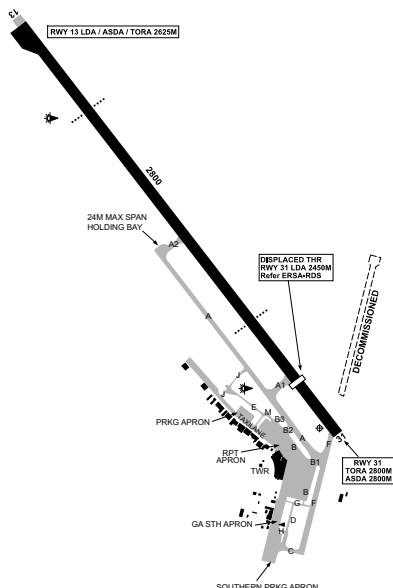 13
RWY 13 LDA / ASDA / TORA 2625M
2800
24M MAX SPAN
HOLDING BAY
A2
DISPLACED THR
RWY 31 LDA 2450M
Refer ERSA-RDS
DECOMMISSIONED
A
J
A1
J
E
M
PRKG APRON
TAXILANE
B3
B2
A
31
F
RPT
APRON
B
TWR
B1
RWY 31
TORA 2800M
ASDA 2800M
B
G
F
GA STH APRON
D
H
C
SOUTHERN PRKG APRON